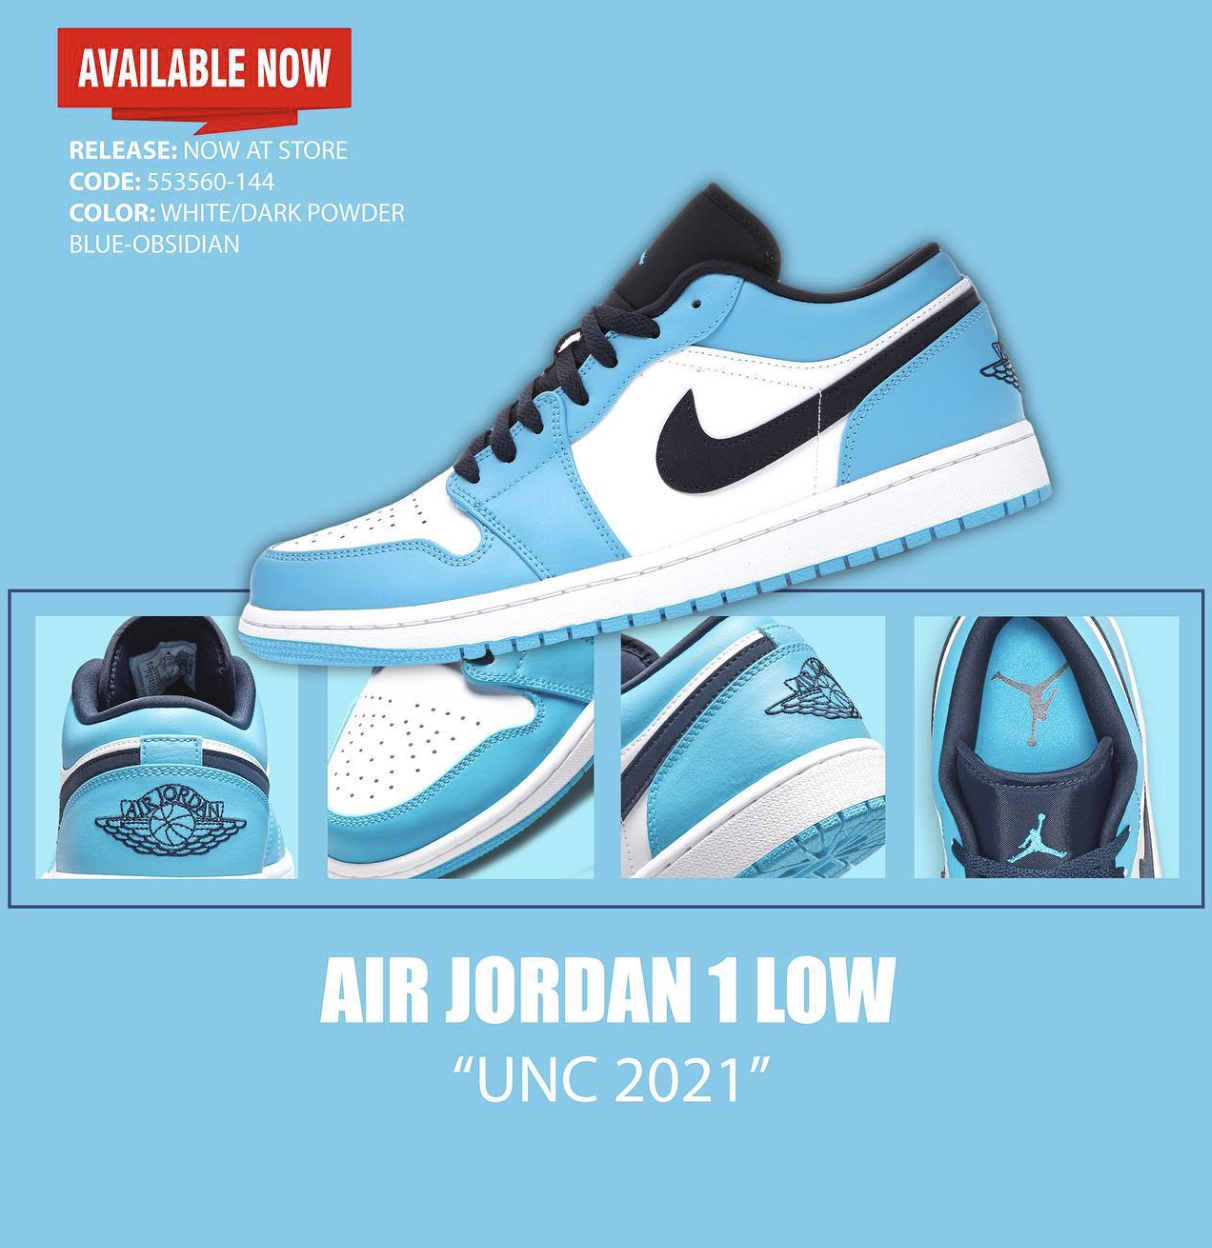 AVAILABLE NOW
RELEASE: NOW AT STORE
CODE: 553560-144
COLOR: WHITE/DARK POWDER
BLUE-OBSIDIAN
AIR JORDAN
AIR JORDAN 1 LOW
“UNC 2021”